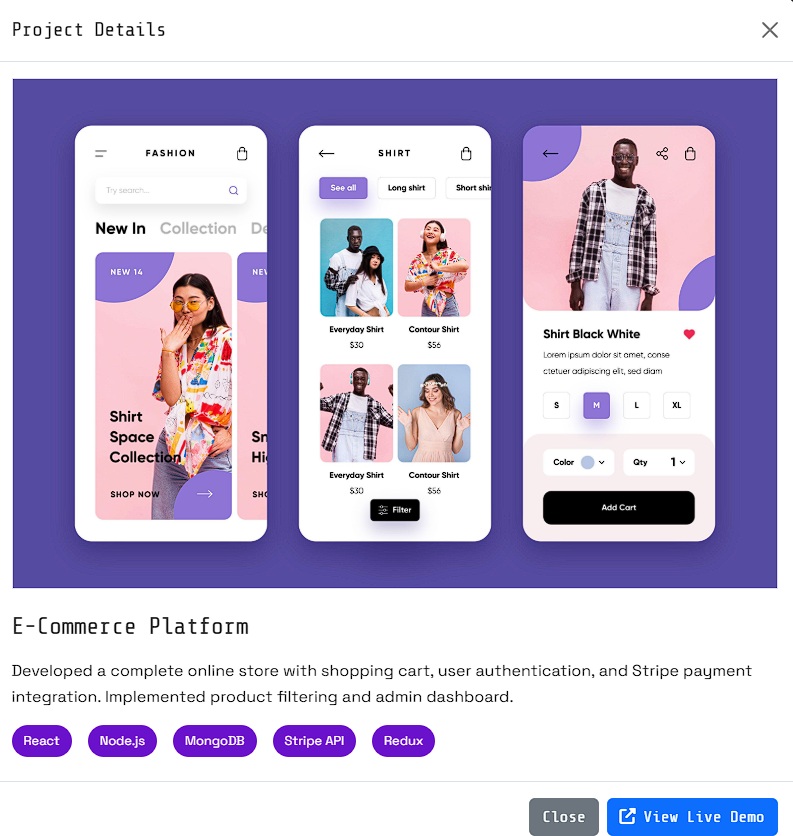 Project Details
FASHION
Try search...
New In Collection De
NEW 14
NEW
Shirt
Space
Collection
SHOP NOW
Sn
Hi
SHO
SHIRT
See all Long shirt Short shir
Everyday Shirt Contour Shirt
$30 $56
Everyday Shirt Contour Shirt
$30 $56
Filter
Shirt Black White
Lorem ipsum dolor sit amet, conse
ctetuer adipiscing elit, sed diam
S M L XL
Color Qty 1
Add Cart
E-Commerce Platform
Developed a complete online store with shopping cart, user authentication, and Stripe payment
integration. Implemented product filtering and admin dashboard.
React Node.js MongoDB Stripe API Redux
Close View Live Demo